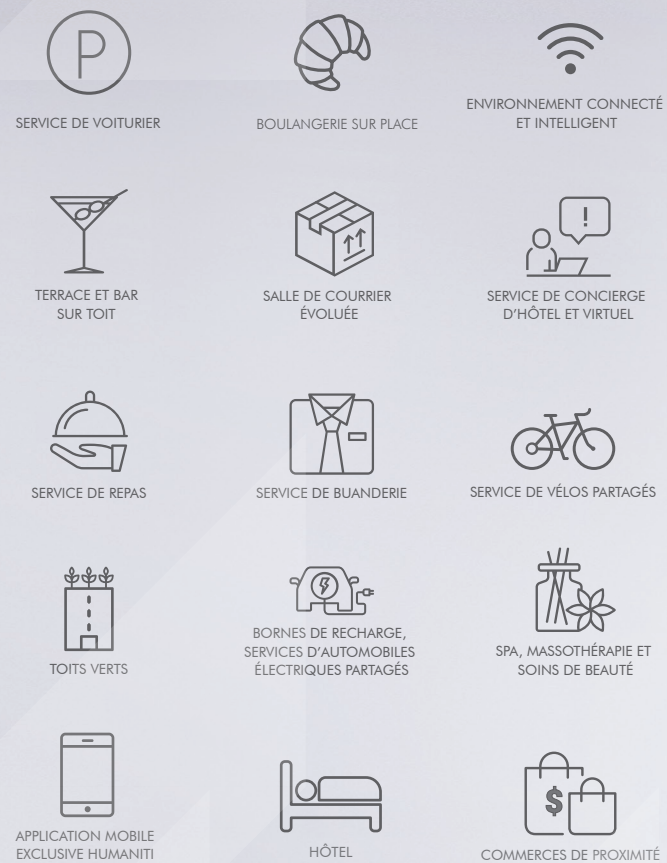 P
SERVICE DE VOITURIER
BOULANGERIE SUR PLACE
ENVIRONNEMENT CONNECTÉ
ET INTELLIGENT
TERRACE ET BAR
SUR TOIT
SALLE DE COURRIER
ÉVOLUÉE
!
SERVICE DE CONCIERGE
D'HÔTEL ET VIRTUEL
SERVICE DE REPAS
SERVICE DE BUANDERIE
SERVICE DE VÉLOS PARTAGÉS
TOITS VERTS
BORNES DE RECHARGE,
SERVICES D'AUTOMOBILES
ÉLECTRIQUES PARTAGÉS
SPA, MASSOTHÉRAPIE ET
SOINS DE BEAUTÉ
APPLICATION MOBILE
EXCLUSIVE HUMANITI
HÔTEL
$
COMMERCES DE PROXIMITÉ